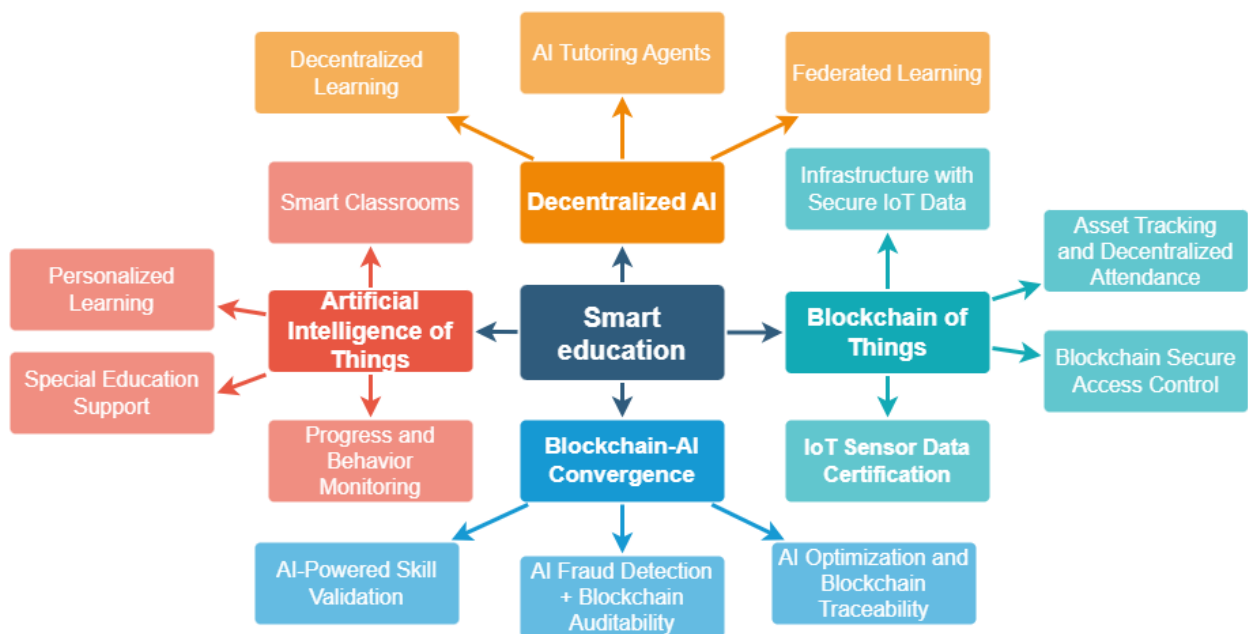 Decentralized
Learning
AI Tutoring Agents
Federated Learning
Smart Classrooms
Decentralized AI
Infrastructure with
Secure IoT Data
Asset Tracking
and Decentralized
Attendance
Personalized
Learning
Artificial
Intelligence of
Things
Smart
education
Blockchain of
Things
Special Education
Support
Blockchain Secure
Access Control
Progress and
Behavior
Monitoring
Blockchain-AI
Convergence
IoT Sensor Data
Certification
AI-Powered Skill
Validation
AI Fraud Detection
+ Blockchain
Auditability
AI Optimization and
Blockchain
Traceability